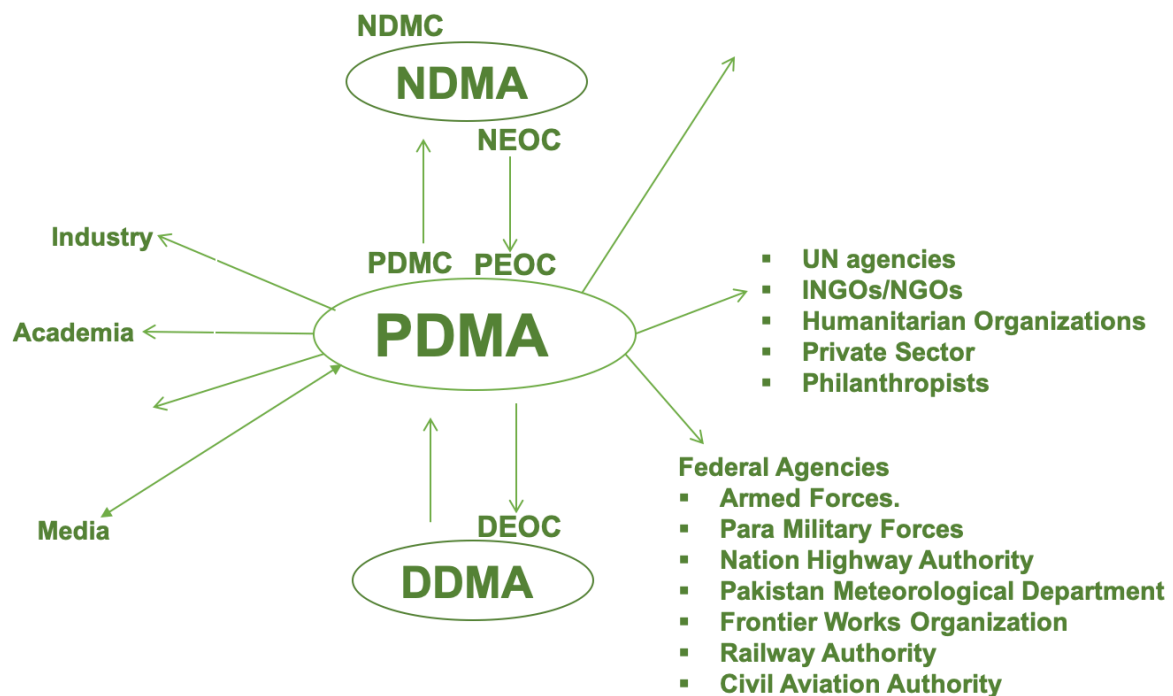 NDMC
NDMA
NEOC
Industry
PDMC PEOC
Academia
PDMA
Media
DEOC
DDMA
▪ UN agencies
▪ INGOs/NGOs
▪ Humanitarian Organizations
▪ Private Sector
▪ Philanthropists
Federal Agencies
▪ Armed Forces.
▪ Para Military Forces
▪ Nation Highway Authority
▪ Pakistan Meteorological Department
▪ Frontier Works Organization
▪ Railway Authority
▪ Civil Aviation Authority